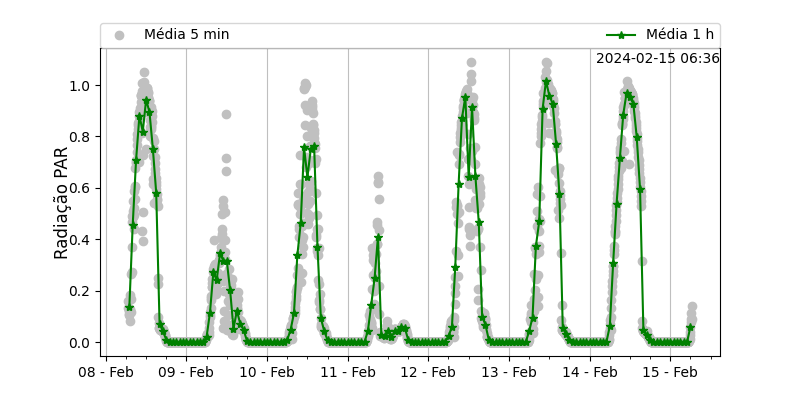 Média 5 min
Média 1 h
2024-02-15 06:36
Radiação PAR
1.0
0.8
0.6
0.4
0.2
0.0
08 - Feb
09 - Feb
10 - Feb
11 - Feb
12 - Feb
13 - Feb
14 - Feb
15 - Feb